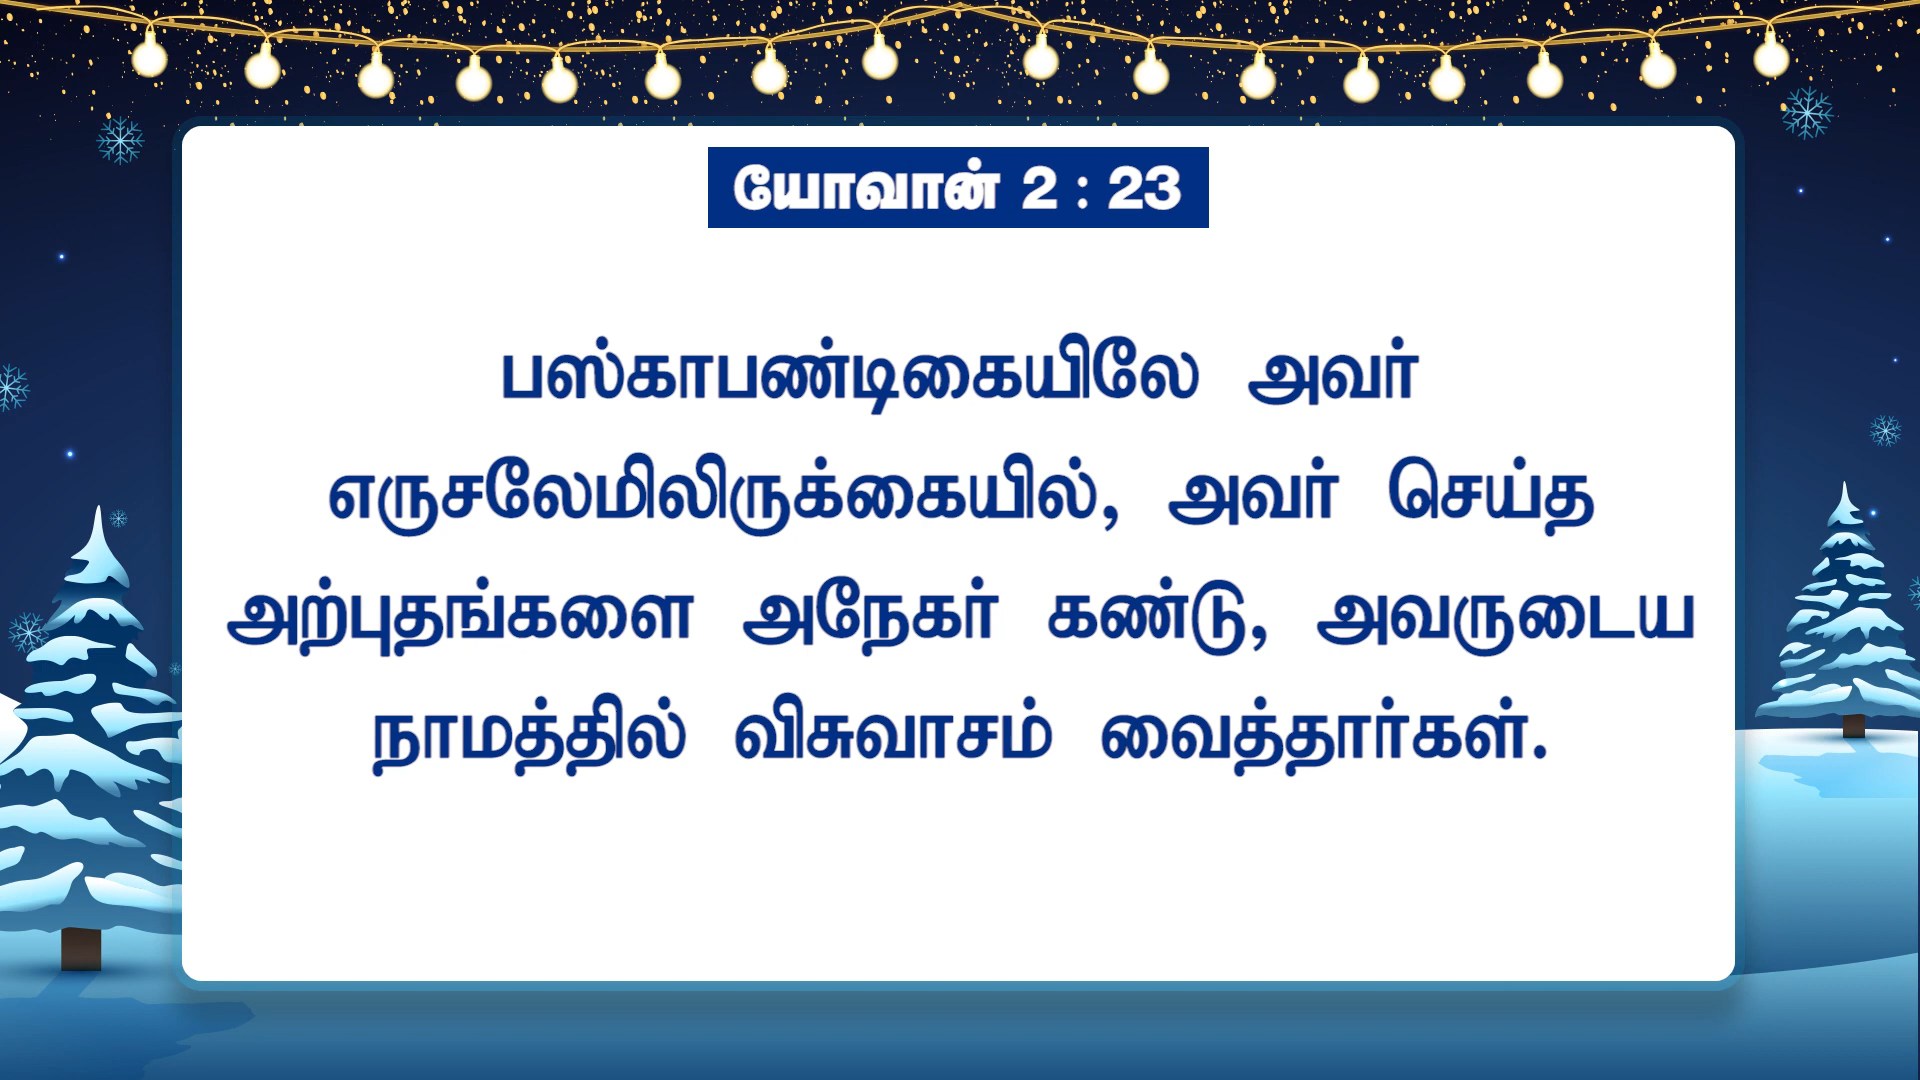 யோவான் 2 : 23
பஸ்காபண்டிகையிலே அவர்
எருசலேமிலிருக்கையில், அவர் செய்த
அற்புதங்களை அநேகர் கண்டு, அவருடைய
நாமத்தில் விசுவாசம் வைத்தார்கள்.